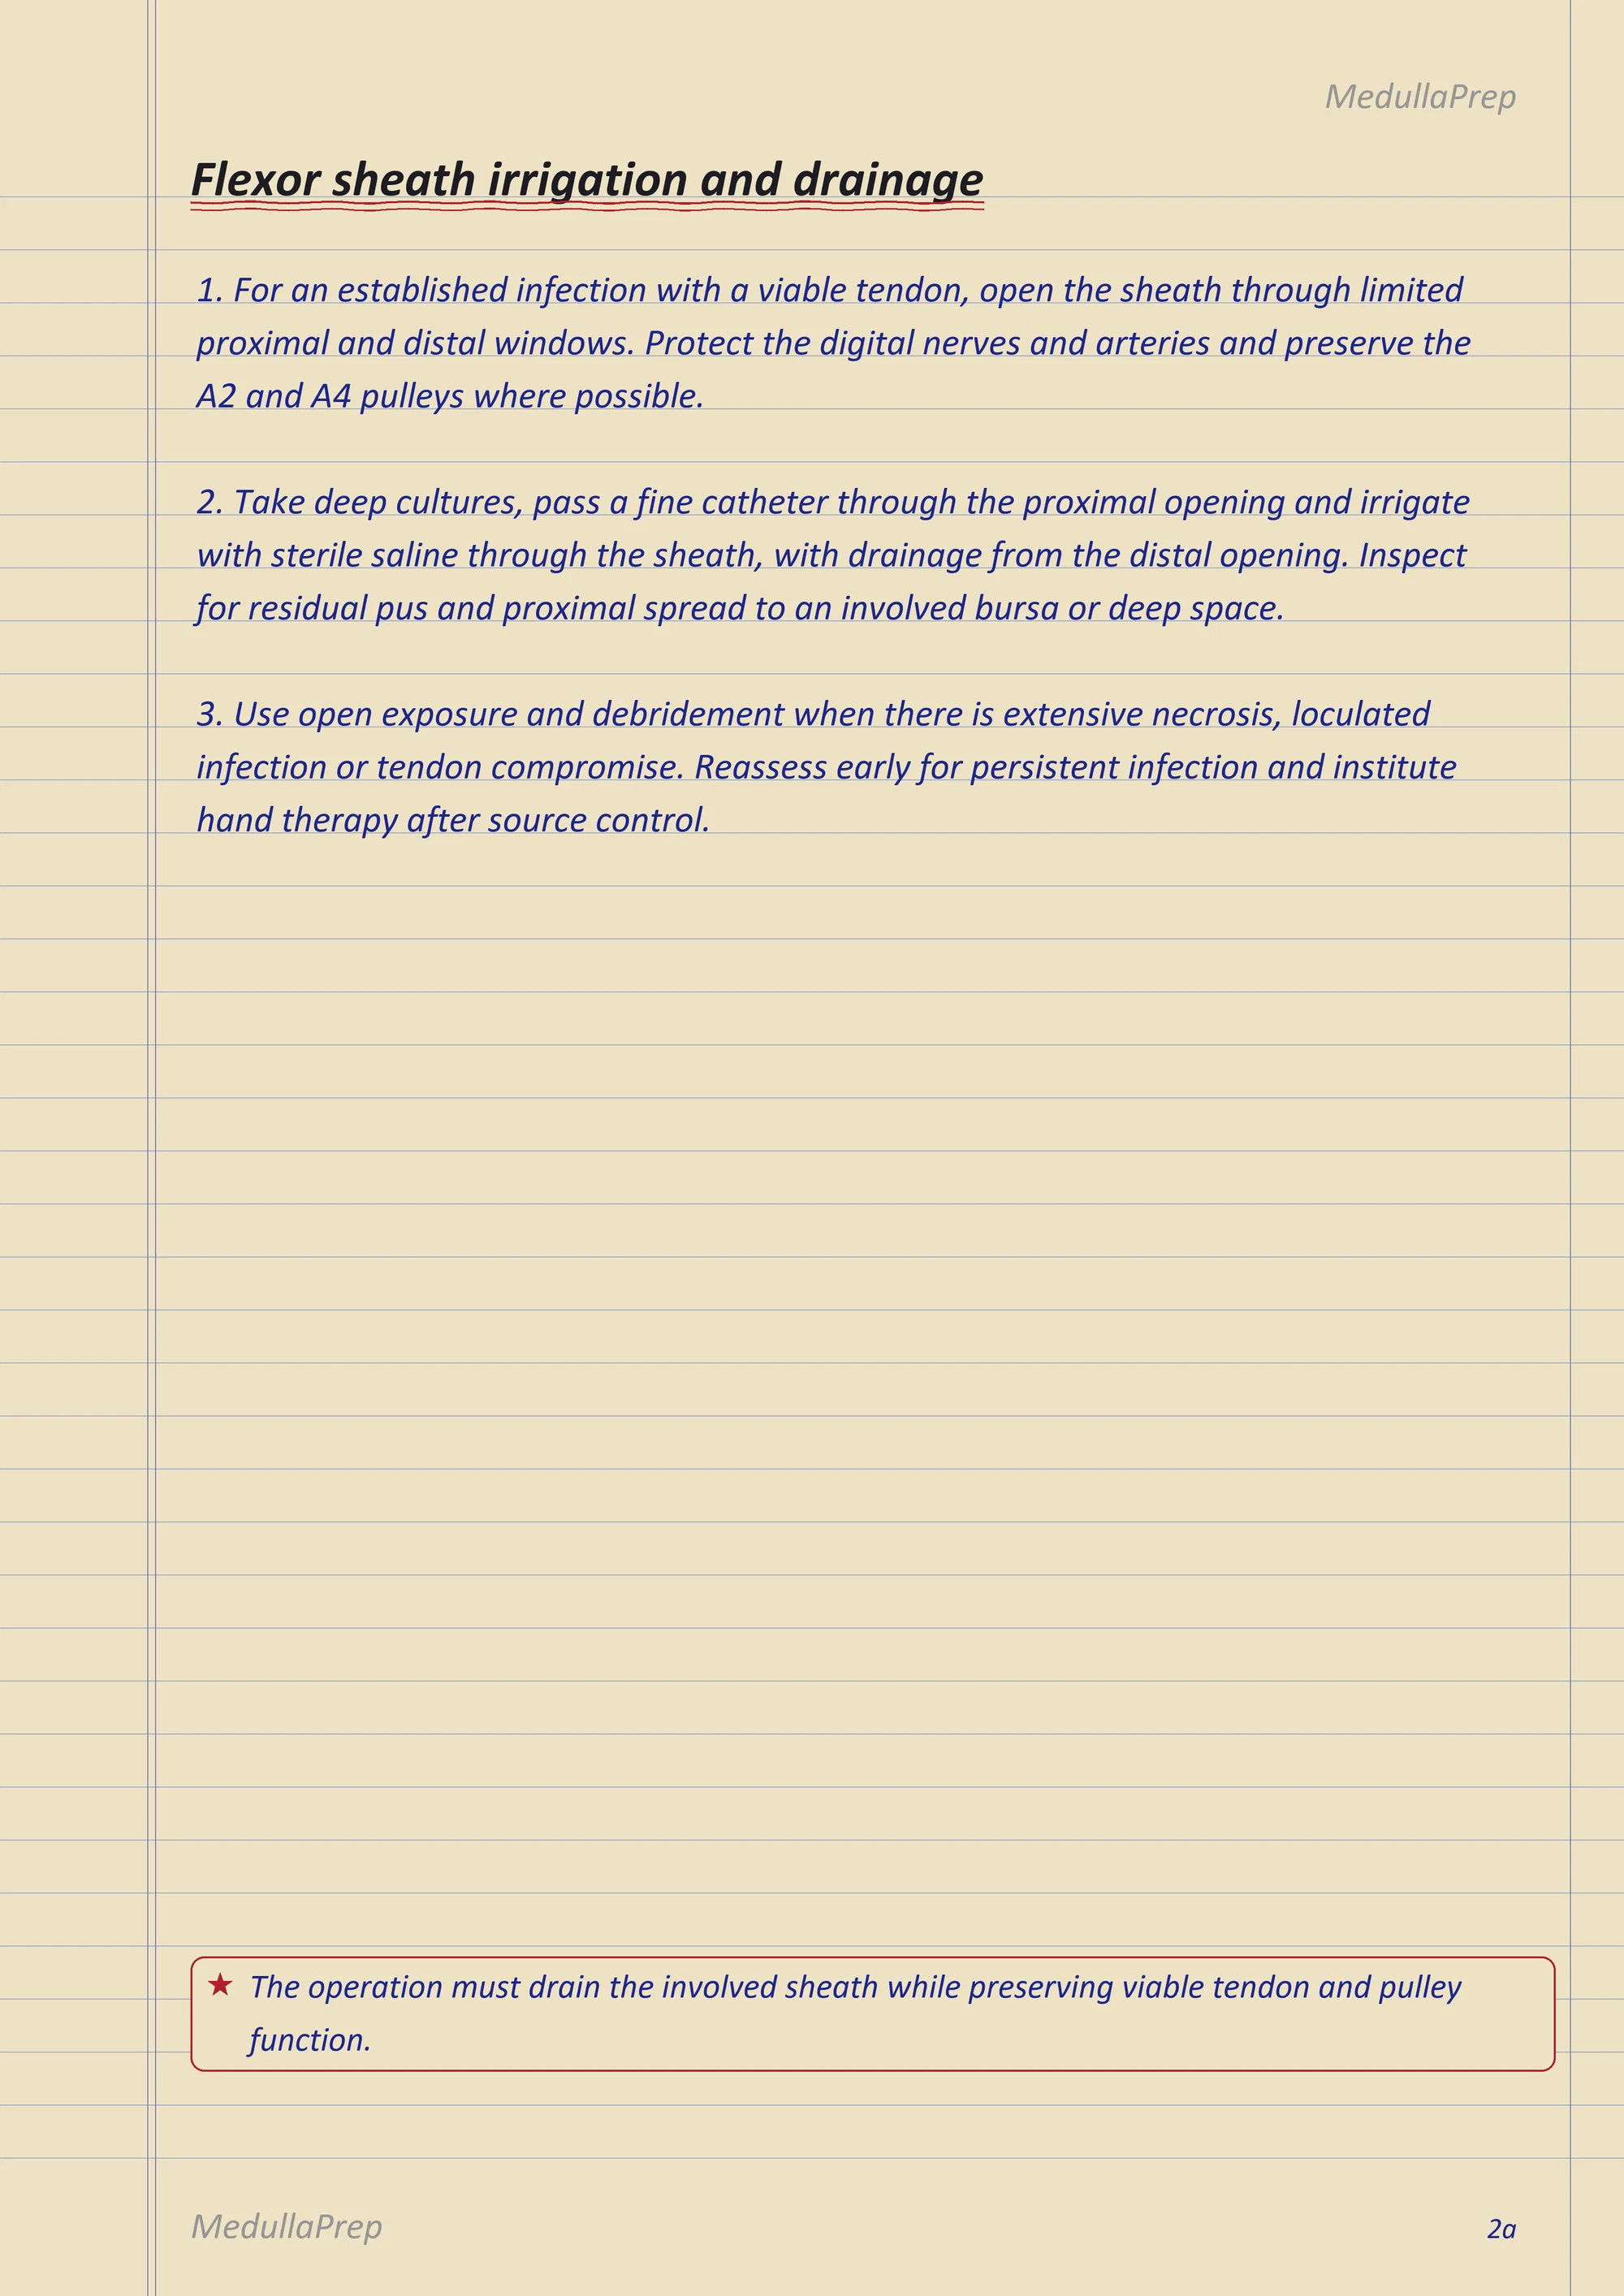 MedullaPrep
Flexor sheath irrigation and drainage
1. For an established infection with a viable tendon, open the sheath through limited
proximal and distal windows. Protect the digital nerves and arteries and preserve the
A2 and A4 pulleys where possible.
2. Take deep cultures, pass a fine catheter through the proximal opening and irrigate
with sterile saline through the sheath, with drainage from the distal opening. Inspect
for residual pus and proximal spread to an involved bursa or deep space.
3. Use open exposure and debridement when there is extensive necrosis, loculated
infection or tendon compromise. Reassess early for persistent infection and institute
hand therapy after source control.
★ The operation must drain the involved sheath while preserving viable tendon and pulley
function.
MedullaPrep
2a